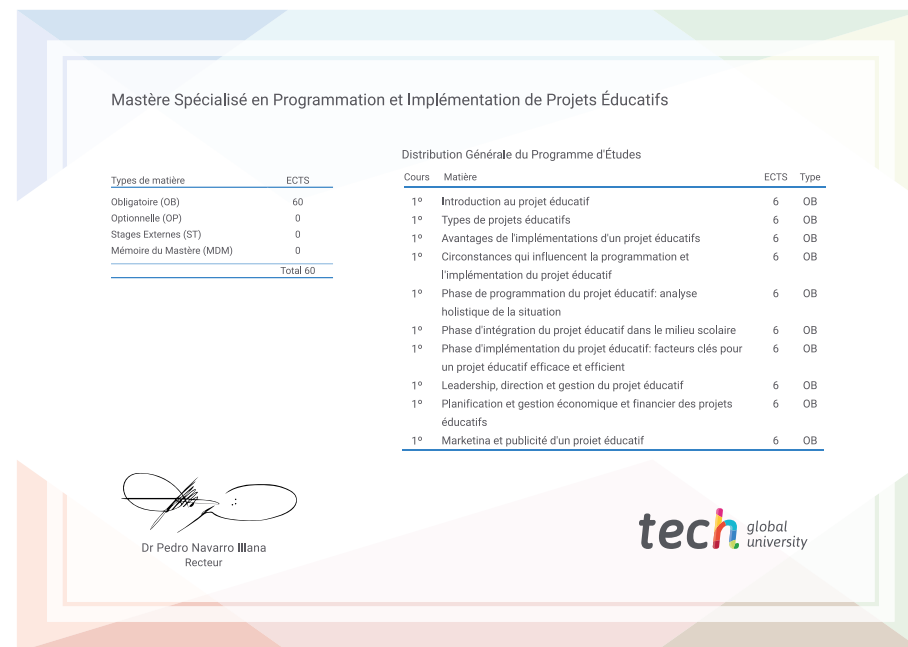 Mastère Spécialisé en Programmation et Implémentation de Projets Éducatifs
Types de matière ECTS
Obligatoire (OB) 60
Optionnelle (OP) 0
Stages Externes (ST) 0
Mémoire du Mastère (MDM) 0
Total 60
Distribution Générale du Programme d'Études
Cours Matière ECTS Type
1º Introduction au projet éducatif 6 OB
1º Types de projets éducatifs 6 OB
1º Avantages de l'implémentations d'un projet éducatifs 6 OB
1º Circonstances qui influencent la programmation et 6 OB
l'implémentation du projet éducatif
1º Phase de programmation du projet éducatif: analyse 6 OB
holistique de la situation
1º Phase d'intégration du projet éducatif dans le milieu scolaire 6 OB
1º Phase d'implémentation du projet éducatif: facteurs clés pour 6 OB
un projet éducatif efficace et efficient
1º Leadership, direction et gestion du projet éducatif 6 OB
1º Planification et gestion économique et financier des projets 6 OB
éducatifs
1º Marketing et publicité d'un projet éducatif 6 OB
Dr Pedro Navarro Illana
Recteur
tech global
university